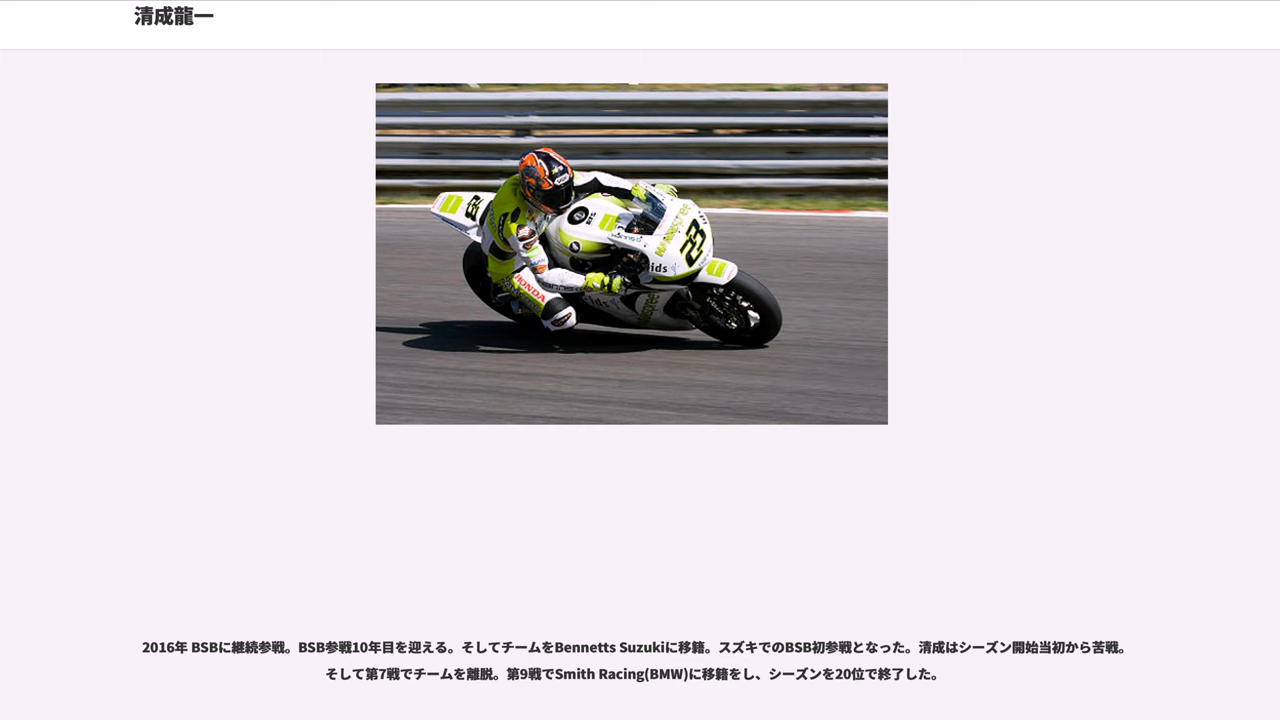 清成龍一
23
HONDA
ids
23
2016年 BSBに継続参戦。BSB参戦10年目を迎える。そしてチームをBennetts Suzukiに移籍。スズキでのBSB初参戦となった。清成はシーズン開始当初から苦戦。
そして第7戦でチームを離脱。第9戦でSmith Racing(BMW)に移籍をし、シーズンを20位で終了した。